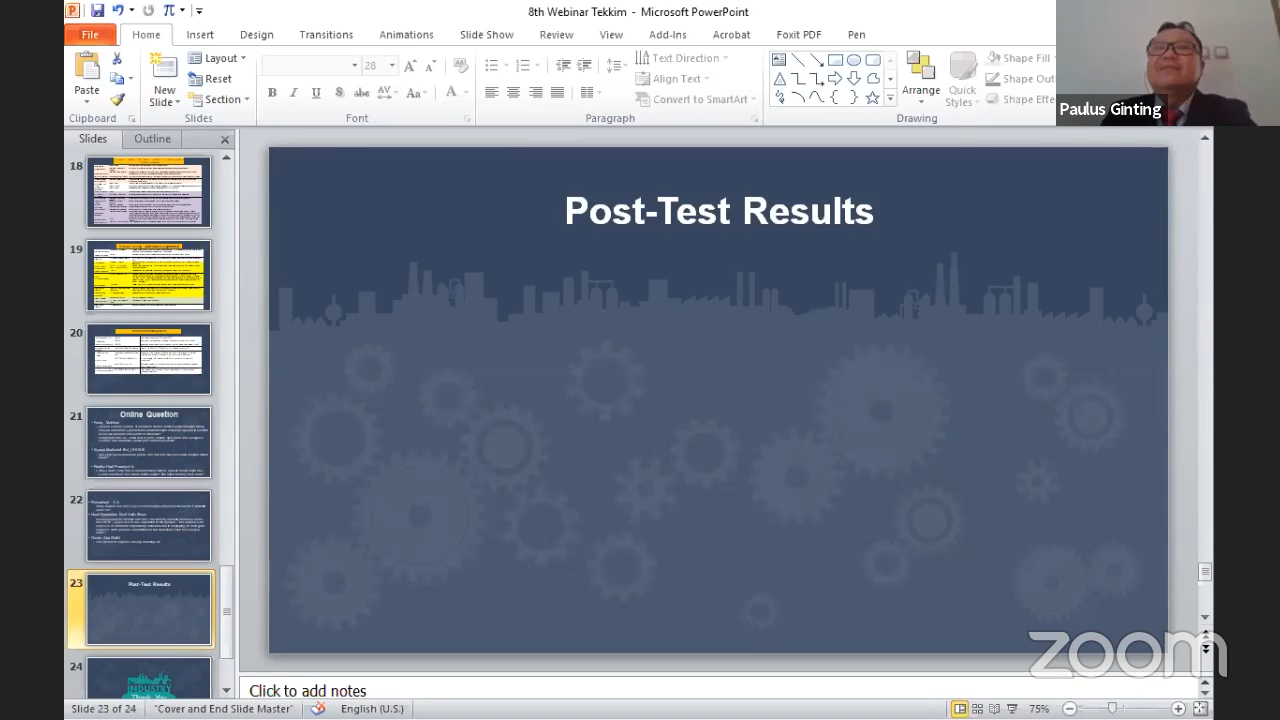 8th Webinar Tekim - Microsoft PowerPoint
File Home Insert Design Transitions Animations Slide Show Review View Add-Ins Acrobat Foxit PDF Pen
Paste
Clipboard
New
Slide
Layout
Reset
Section
Slides
28
Font
Text Direction
Align Text
Convert to SmartArt
Paragraph
Arrange
Quick
Styles
Shape Fill
Shape Out
Shape Effe
Drawing
Paulus Ginting
Slides Outline
18
19
20
21
Online Question
22
23
Post-Test Results
24
INDUSTRY
Thank You
Post-Test Results
zoom
Click to add notes
Slide 23 of 24 "Cover and End Slide Master" English (U.S.) 75%